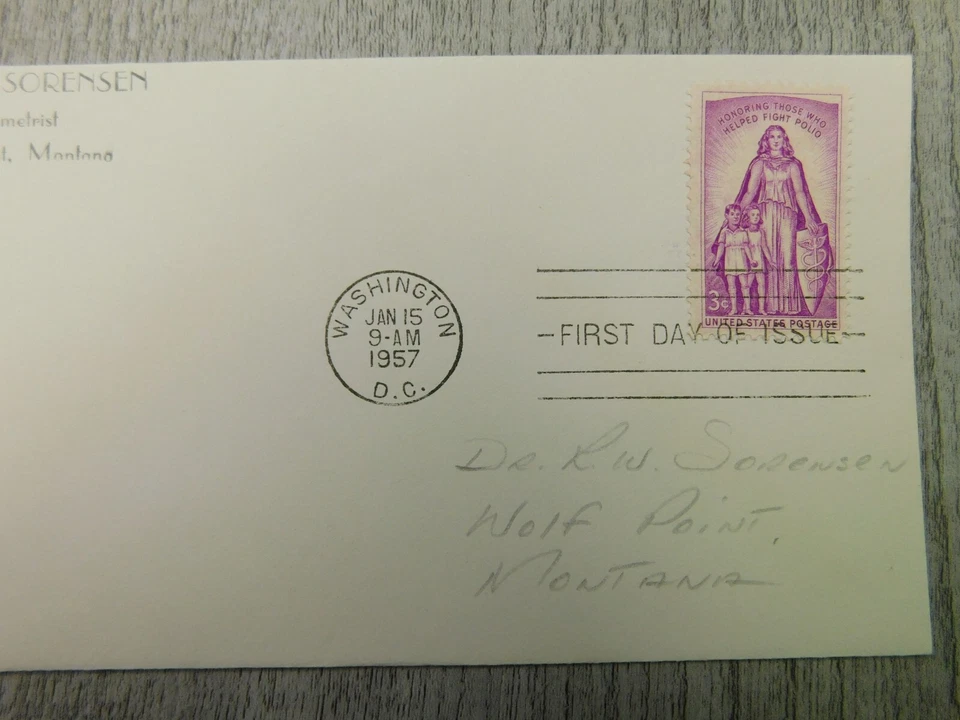 SORENSEN
metrist
t, Montana
HONORING THOSE WHO
HELPED FIGHT POLIO
3¢
UNITED STATES POSTAGE
WASHINGTON
JAN 15
9-AM
1957
D.C.
-FIRST DAY OF ISSUE-
Dr. R.W. Sorensen
Wolf Point,
Montana